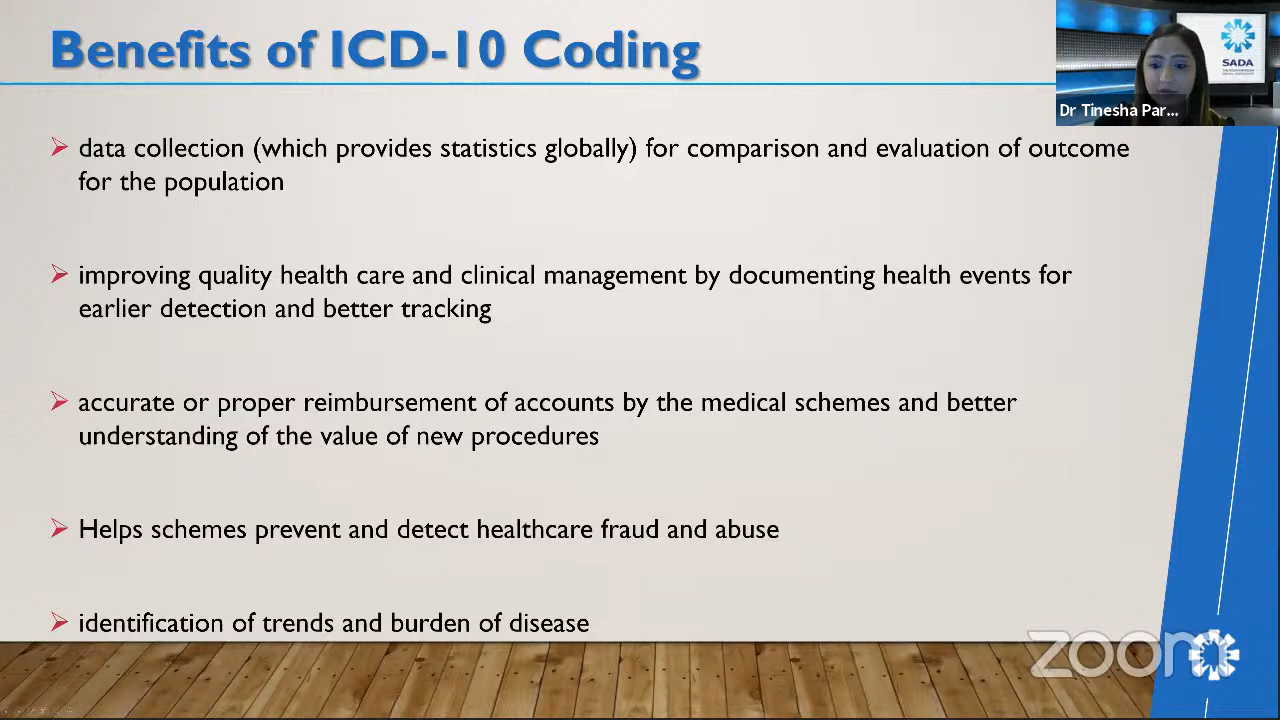 Benefits of ICD-10 Coding
SADA
Dr Tinesha Par...
data collection (which provides statistics globally) for comparison and evaluation of outcome
for the population
improving quality health care and clinical management by documenting health events for
earlier detection and better tracking
accurate or proper reimbursement of accounts by the medical schemes and better
understanding of the value of new procedures
Helps schemes prevent and detect healthcare fraud and abuse
identification of trends and burden of disease
zoom